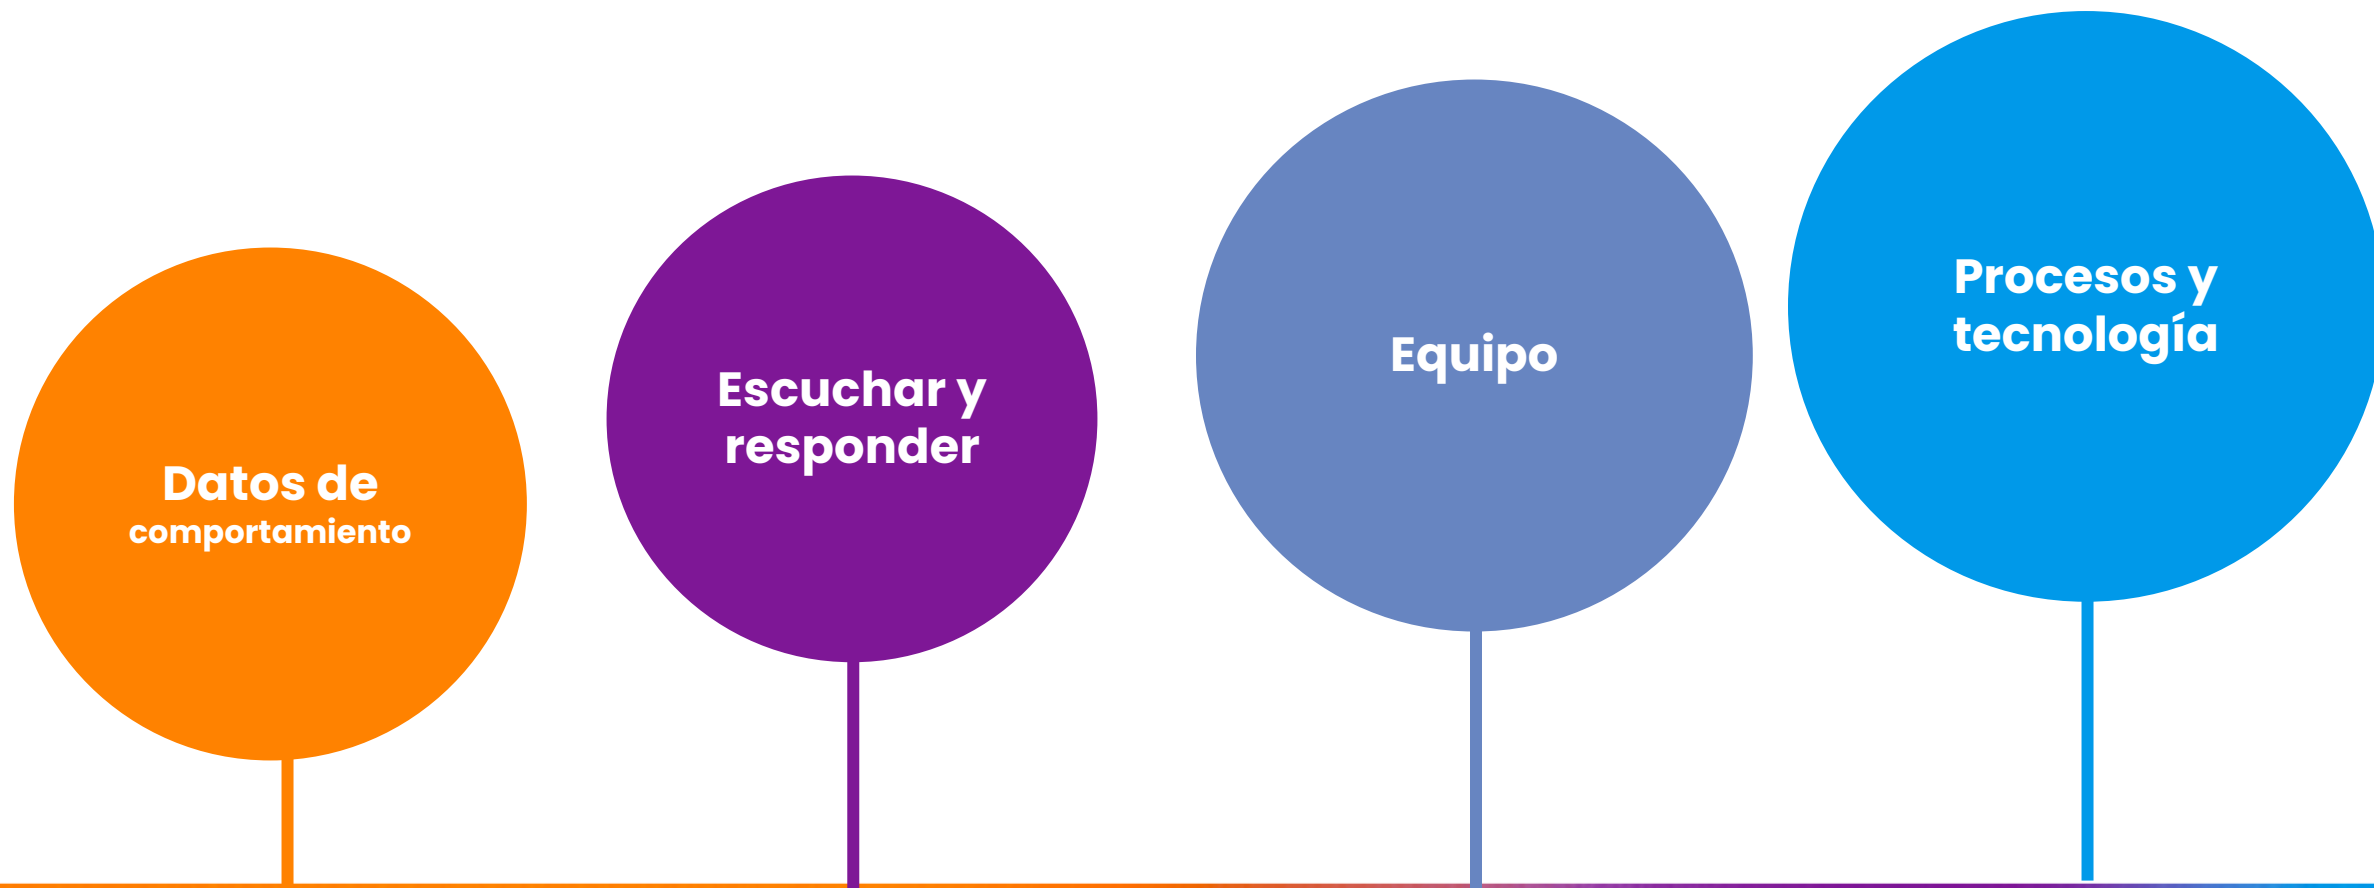 Datos de
comportamiento
Escuchar y
responder
Equipo
Procesos y
tecnología